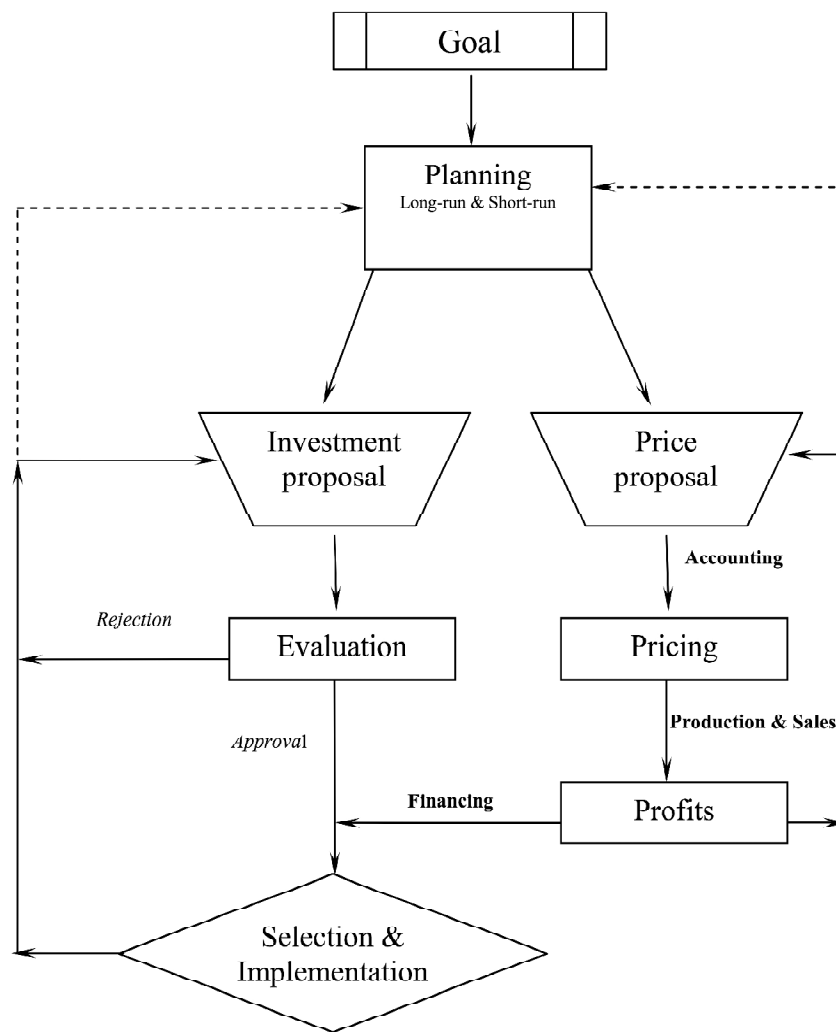 Goal
Planning
Long-run & Short-run
Investment
proposal
Price
proposal
Accounting
Rejection
Evaluation
Pricing
Production & Sales
Approval
Financing
Profits
Selection &
Implementation